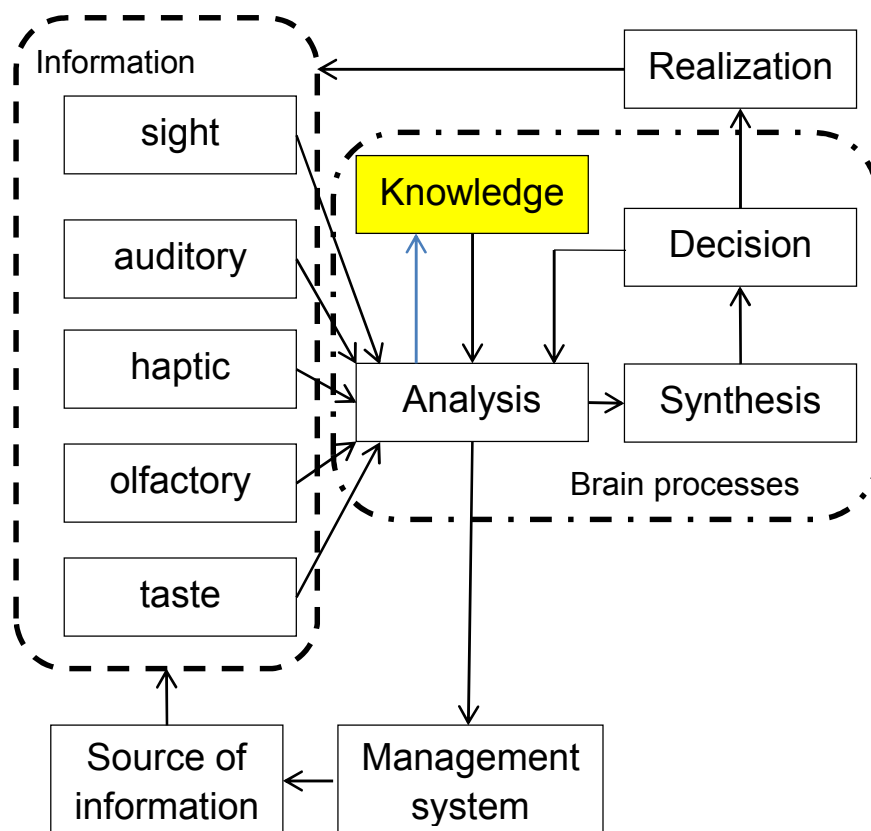 Information
Realization
sight
Knowledge
auditory
Decision
haptic
Analysis
Synthesis
olfactory
Brain processes
taste
Source of
information
Management
system